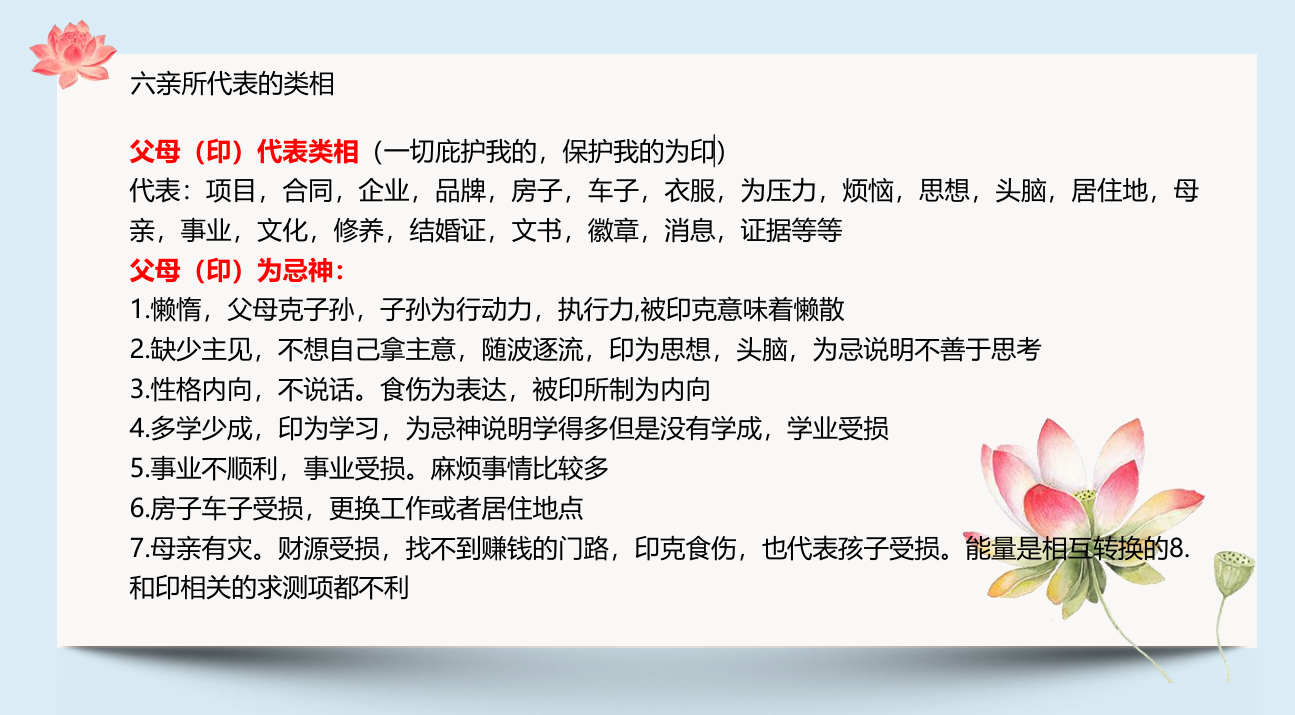 六亲所代表的类相
父母（印）代表类相（一切庇护我的，保护我的为印）
代表：项目，合同，企业，品牌，房子，车子，衣服，为压力，烦恼，思想，头脑，居住地，母
亲，事业，文化，修养，结婚证，文书，徽章，消息，证据等等
父母（印）为忌神：
1.懒惰，父母克子孙，子孙为行动力，执行力,被印克意味着懒散
2.缺少主见，不想自己拿主意，随波逐流，印为思想，头脑，为忌说明不善于思考
3.性格内向，不说话。食伤为表达，被印所制为内向
4.多学少成，印为学习，为忌神说明学得多但是没有学成，学业受损
5.事业不顺利，事业受损。麻烦事情比较多
6.房子车子受损，更换工作或者居住地点
7.母亲有灾。财源受损，找不到赚钱的门路，印克食伤，也代表孩子受损。能量是相互转换的8.
和印相关的求测项都不利